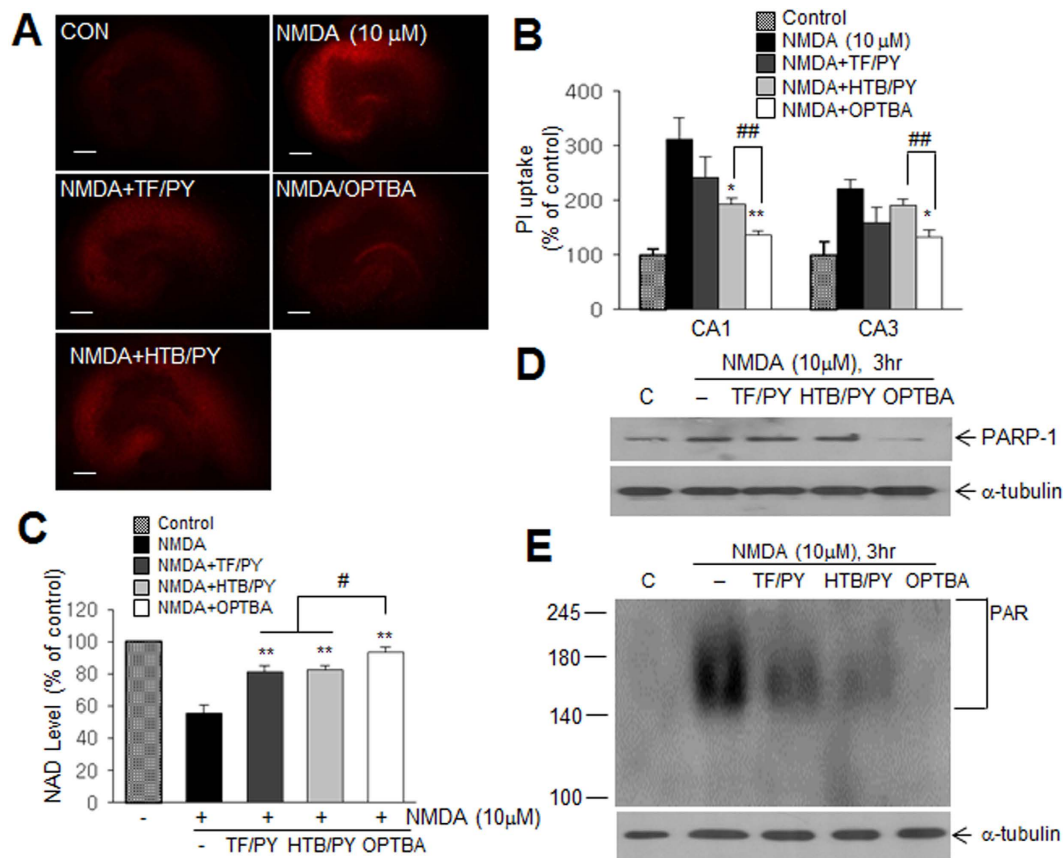 A
CON
NMDA (10 μM)
NMDA+TF/PY
NMDA/OPTBA
NMDA+HTB/PY
B
Control
NMDA (10 μM)
NMDA+TF/PY
NMDA+HTB/PY
NMDA+OPTBA
PI uptake
(% of control)
400
300
200
100
0
##
##
*
**
*
CA1
CA3
C
Control
NMDA
NMDA+TF/PY
NMDA+HTB/PY
NMDA+OPTBA
NAD Level (% of control)
120
100
80
60
40
20
0
#
** ** **
- + + + + NMDA (10μM)
- TF/PY HTB/PY OPTBA
D
NMDA (10μM), 3hr
C – TF/PY HTB/PY OPTBA
PARP-1
α-tubulin
E
NMDA (10μM), 3hr
C – TF/PY HTB/PY OPTBA
245
180
140
100
PAR
α-tubulin